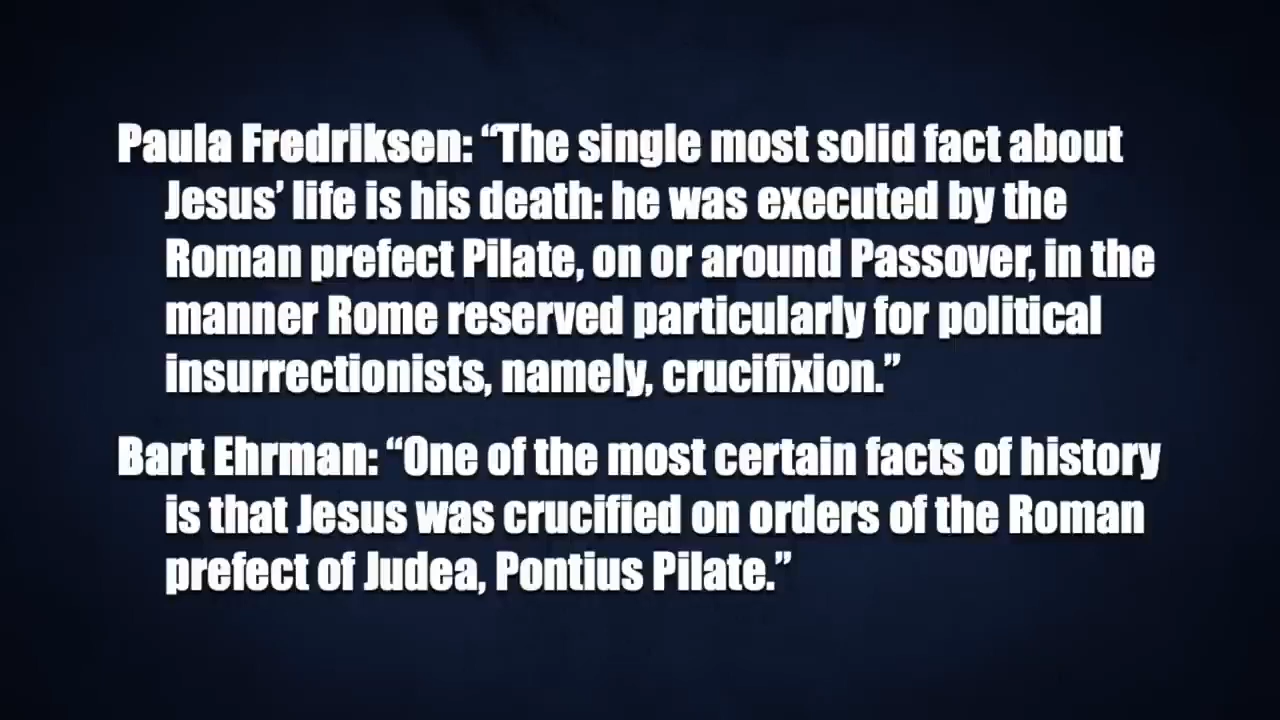 Paula Fredriksen: “The single most solid fact about
Jesus’ life is his death: he was executed by the
Roman prefect Pilate, on or around Passover, in the
manner Rome reserved particularly for political
insurrectionists, namely, crucifixion.”
Bart Ehrman: “One of the most certain facts of history
is that Jesus was crucified on orders of the Roman
prefect of Judea, Pontius Pilate.”